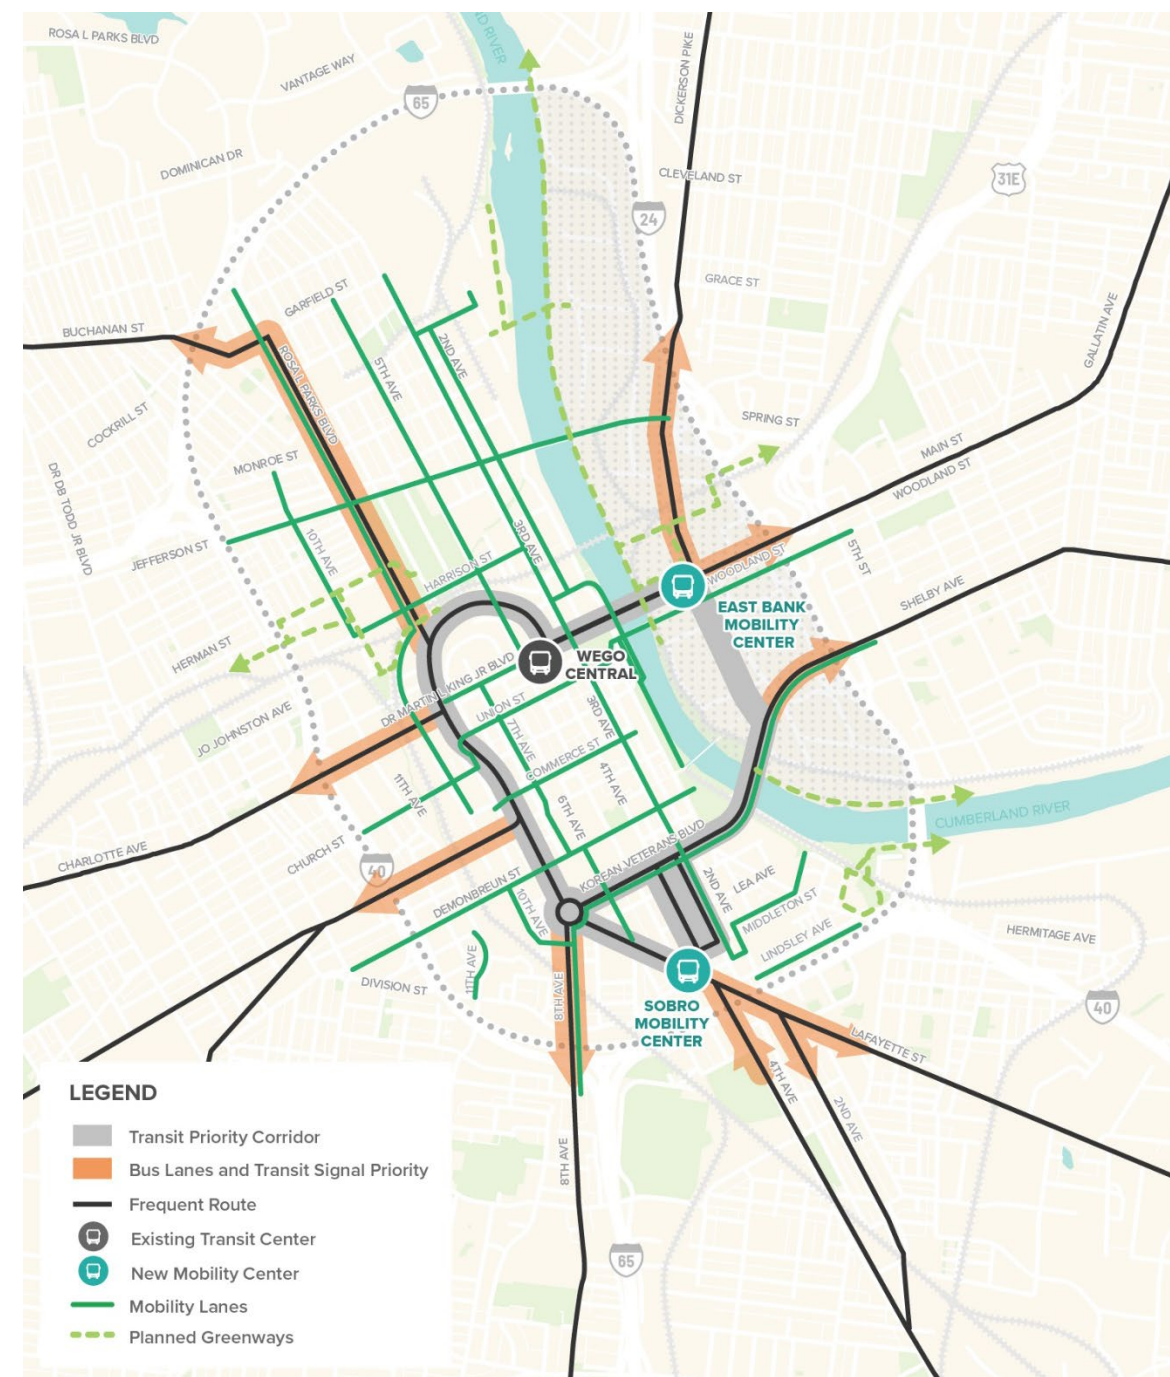 ROSA L PARKS BLVD
ND RIVER
VANTAGE WAY
65
DICKERSON PIKE
DOMINICAN DR
CLEVELAND ST
31E
24
GRACE ST
GARFIELD ST
BUCHANAN ST
2ND AVE
5TH AVE
ROSA L PARKS BLVD
GALLATIN AVE
COCKRILL ST
SPRING ST
MAIN ST
WOODLAND ST
MONROE ST
DR DB TODD JR BLVD
10TH AVE
3RD AVE
JEFFERSON ST
HARRISON ST
WOODLAND ST
5TH ST
SHELBY AVE
EAST BANK
MOBILITY
CENTER
HERMAN ST
WEGO
CENTRAL
DR MARTIN L KING JR BLVD
UNION ST
JO JOHNSTON AVE
7TH AVE
3RD AVE
COMMERCE ST
4TH AVE
11TH AVE
6TH AVE
CUMBERLAND RIVER
CHARLOTTE AVE
CHURCH ST
40
KOREAN VETERANS BLVD
DEMONBREUN ST
10TH AVE
2ND AVE
LEA AVE
MIDDLETON ST
LINDSLEY AVE
HERMITAGE AVE
11TH AVE
DIVISION ST
8TH AVE
40
SOBRO
MOBILITY
CENTER
LAFAYETTE ST
4TH AVE
2ND AVE
8TH AVE
65
LEGEND
Transit Priority Corridor
Bus Lanes and Transit Signal Priority
Frequent Route
Existing Transit Center
New Mobility Center
Mobility Lanes
Planned Greenways